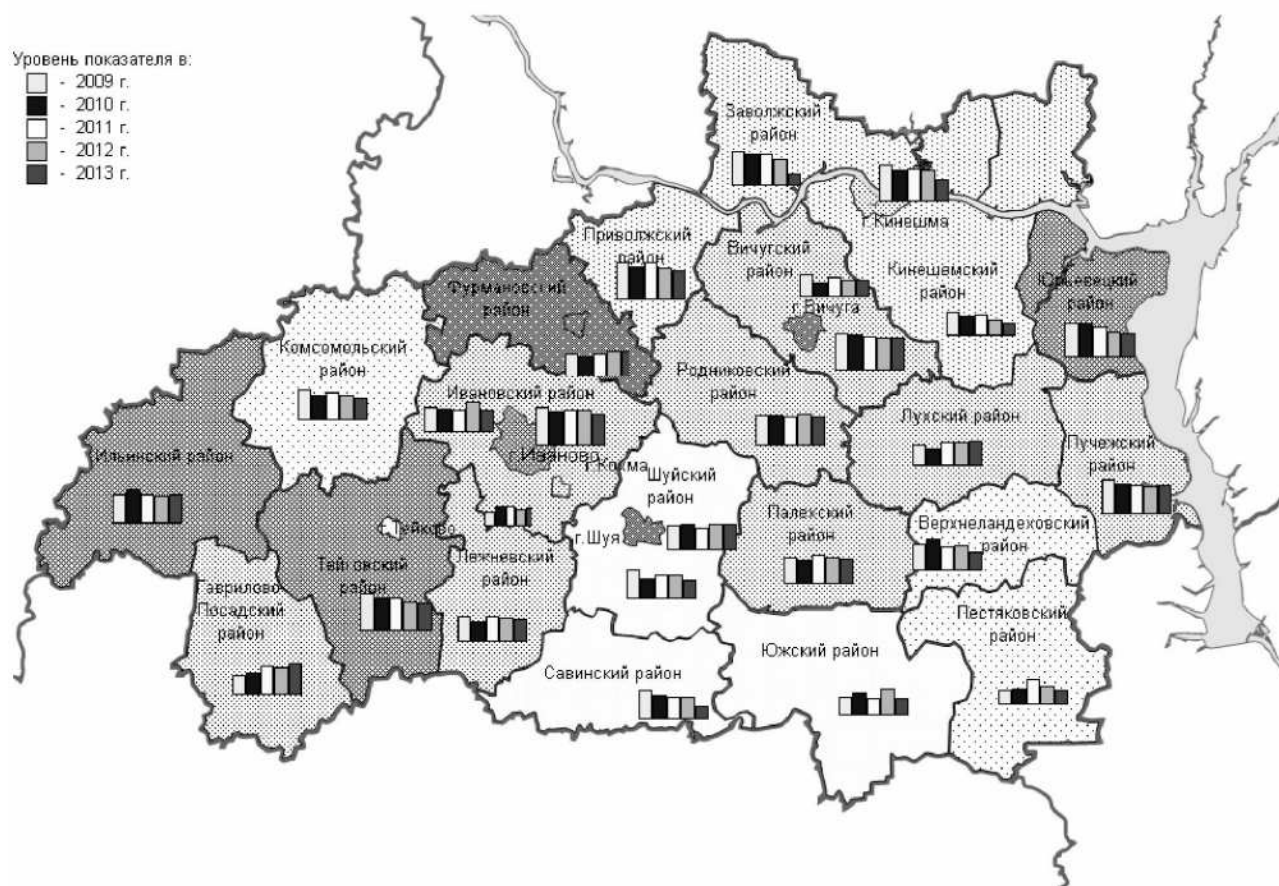 Уровень показателя в:
- 2009 г.
- 2010 г.
- 2011 г.
- 2012 г.
- 2013 г.
Заволжский
район
г.Кинешма
Приволжский
район
Вичугский
район
Кинешемский
район
Юрьевецкий
район
Фурмановский
район
г.Вичуга
Комсомольский
район
Родниковский
район
Ивановский район
Лухский район
Пучежский
район
Ильинский район
г.Иваново
г.Кохма
Шуйский
район
Палехский
район
Верхнеландеховский
район
г.Тейково
г.Шуя
Лежневский
район
Тейковский
район
Гаврилово
Посадский
район
Пестяковский
район
Савинский район
Южский район